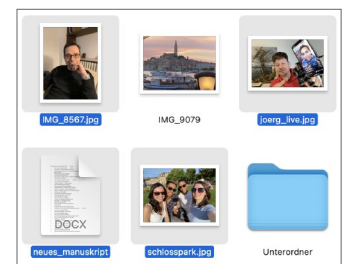 IMG_8567.jpg
IMG_9079
joerg_live.jpg
DOCX
neues_manuskript
schlosspark.jpg
Unterordner